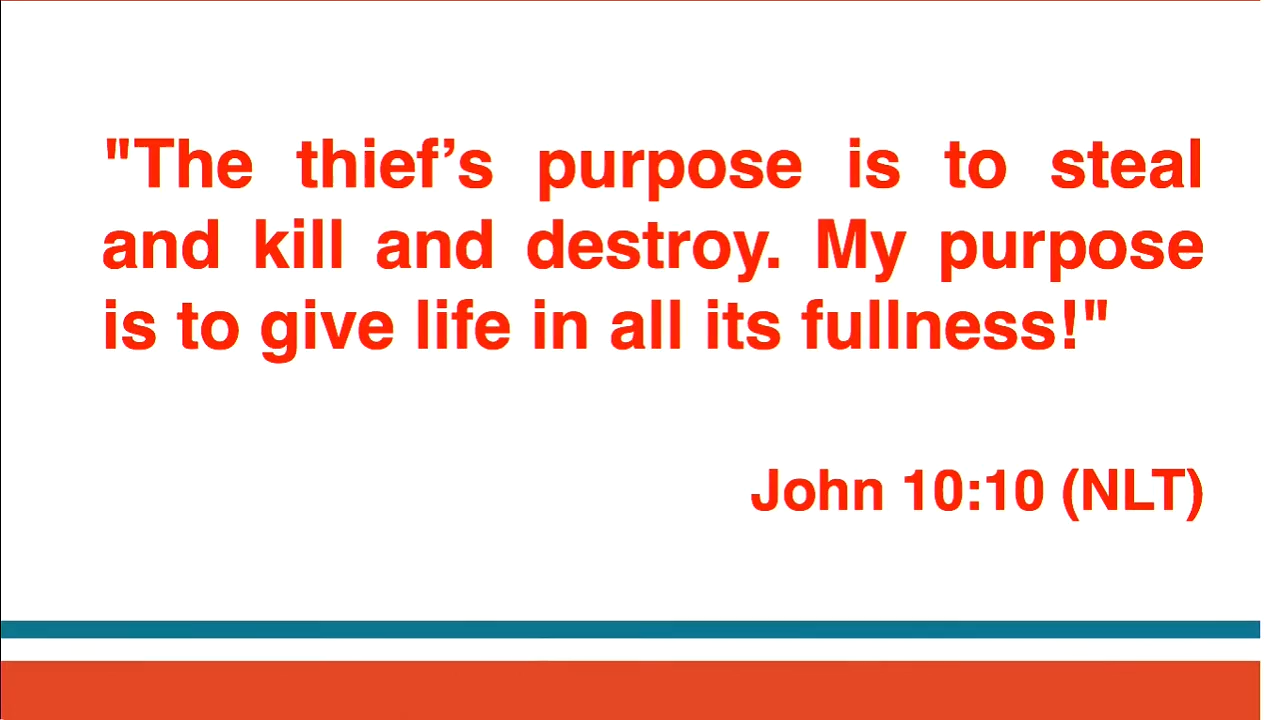 "The thief’s purpose is to steal
and kill and destroy. My purpose
is to give life in all its fullness!"
John 10:10 (NLT)